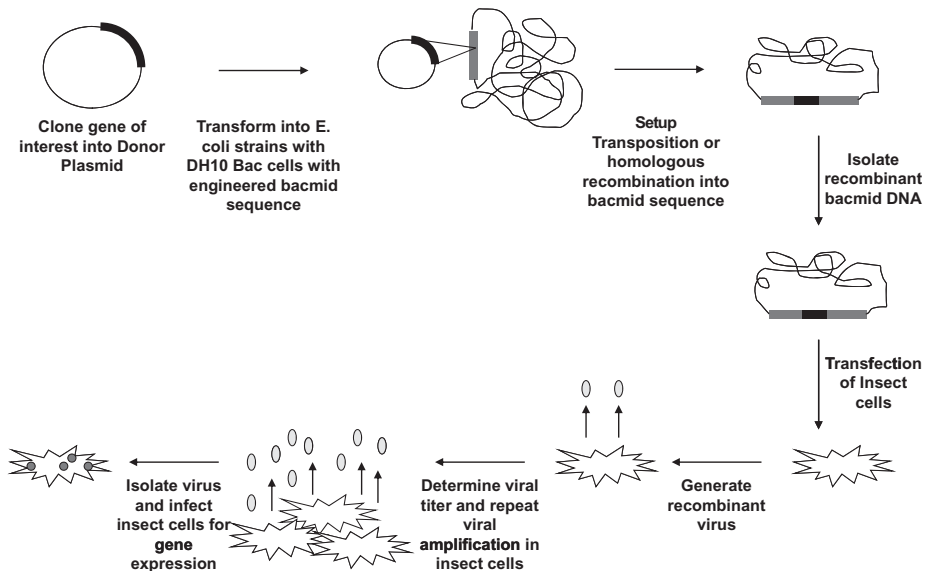 Clone gene of
interest into Donor
Plasmid
Transform into E.
coli strains with
DH10 Bac cells with
engineered bacmid
sequence
Setup
Transposition or
homologous
recombination into
bacmid sequence
Isolate
recombinant
bacmid DNA
Transfection
of Insect
cells
Generate
recombinant
virus
Determine viral
titer and repeat
viral
amplification in
insect cells
Isolate virus
and infect
insect cells for
gene
expression